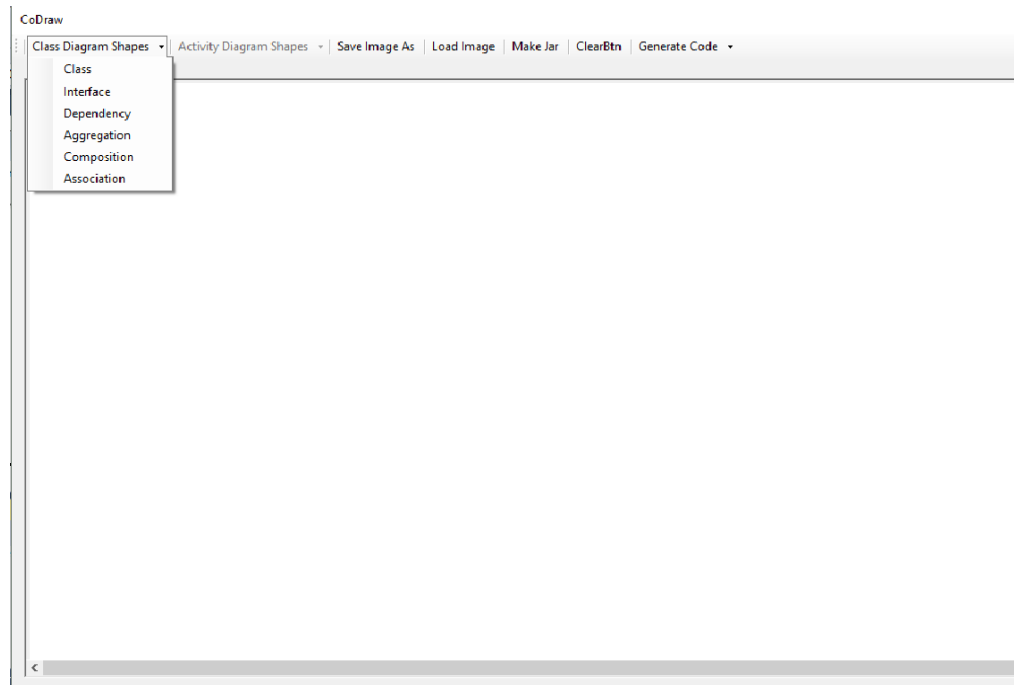 CoDraw
Class Diagram Shapes Activity Diagram Shapes Save Image As Load Image Make Jar ClearBtn Generate Code
Class
Interface
Dependency
Aggregation
Composition
Association